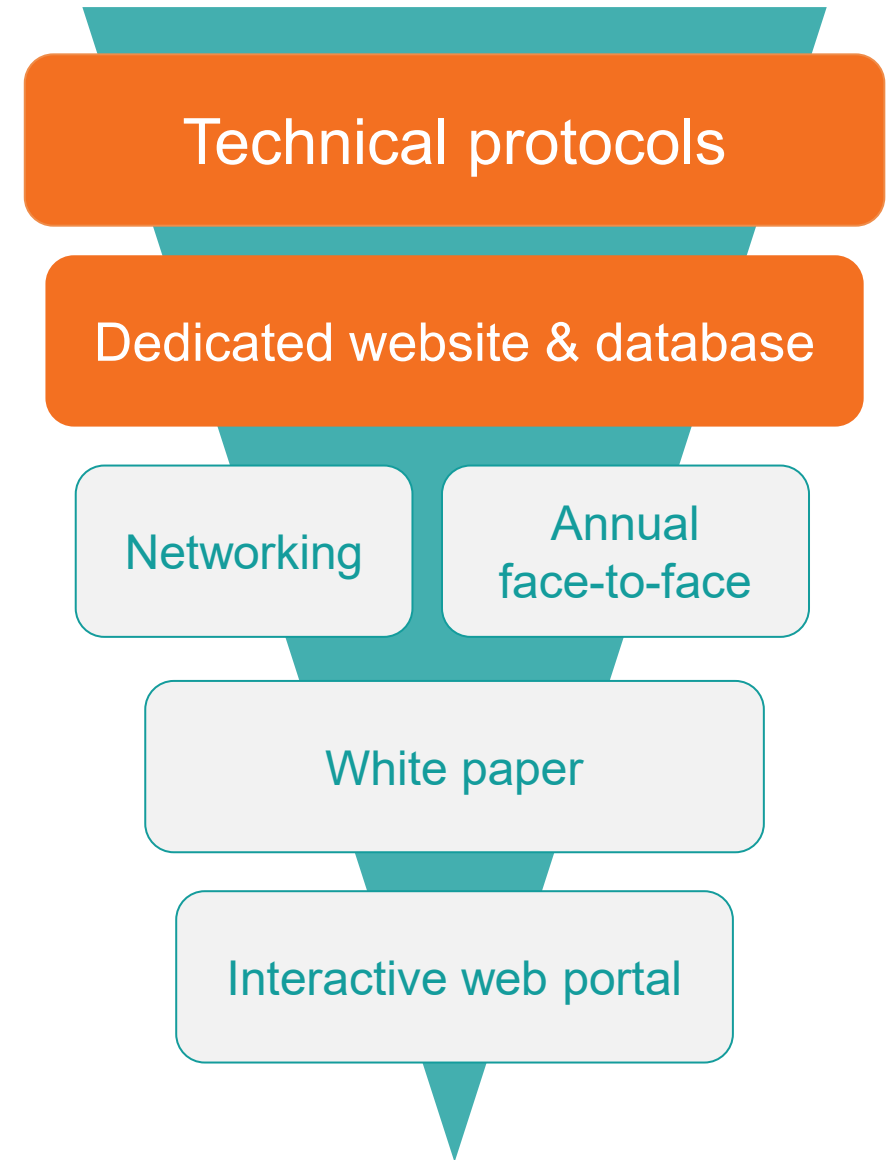 Technical protocols
Dedicated website & database
Networking
Annual
face-to-face
White paper
Interactive web portal